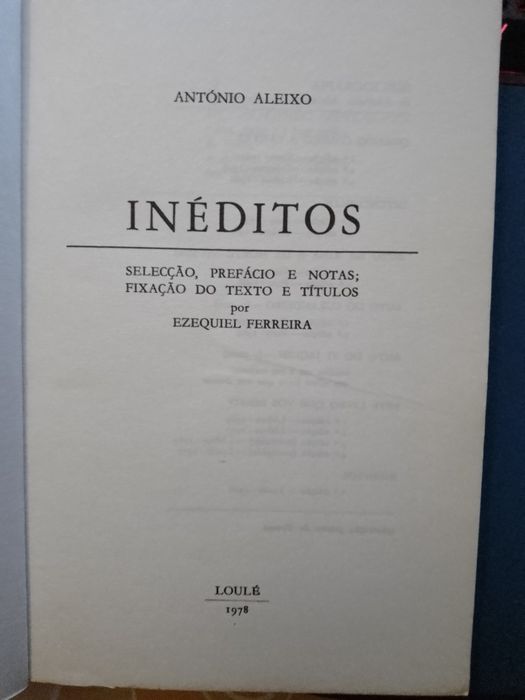 ANTÓNIO ALEIXO
INÉDITOS
SELECÇÃO, PREFÁCIO E NOTAS;
FIXAÇÃO DO TEXTO E TÍTULOS
por
EZEQUIEL FERREIRA
LOULÉ
1978